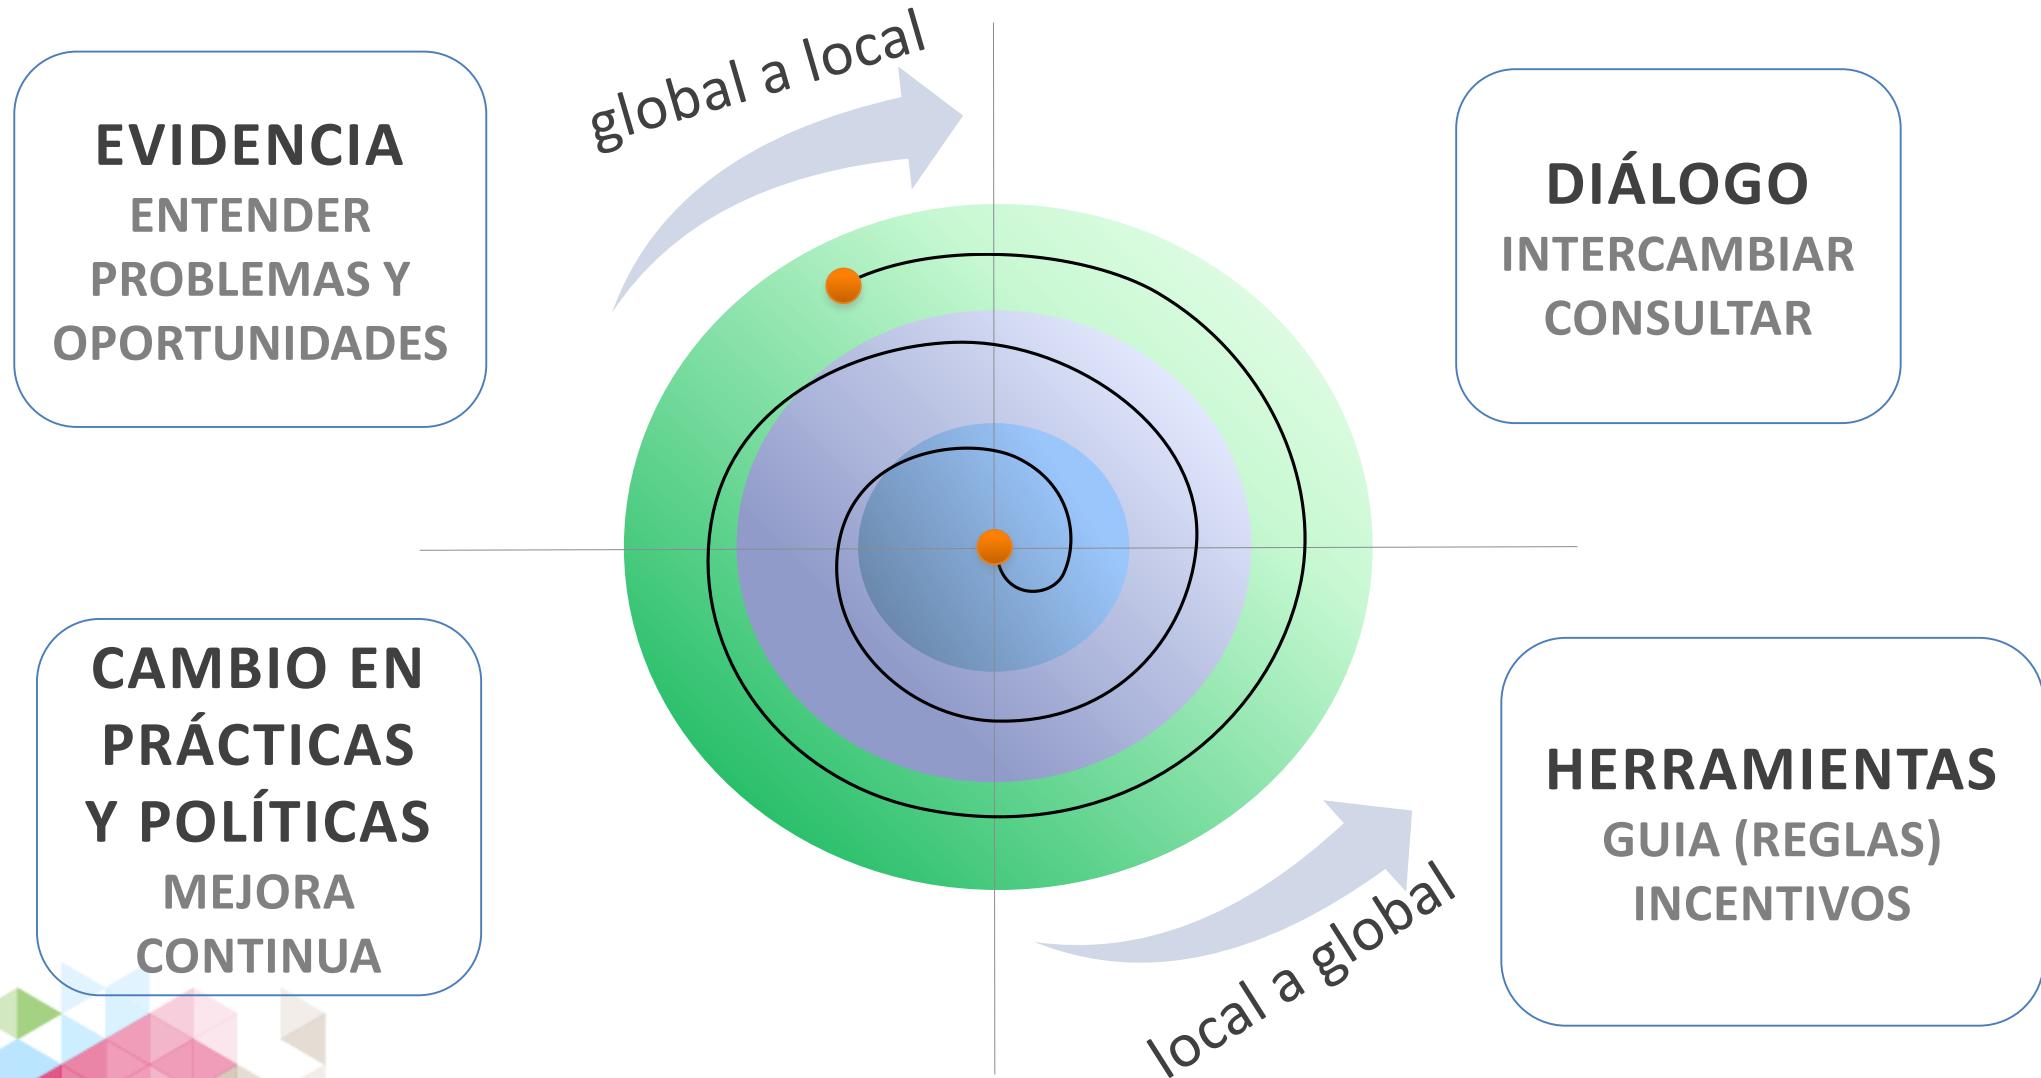 global a local
EVIDENCIA
ENTENDER
PROBLEMAS Y
OPORTUNIDADES
DIÁLOGO
INTERCAMBIAR
CONSULTAR
CAMBIO EN
PRÁCTICAS
Y POLÍTICAS
MEJORA
CONTINUA
HERRAMIENTAS
GUIA (REGLAS)
INCENTIVOS
local a global